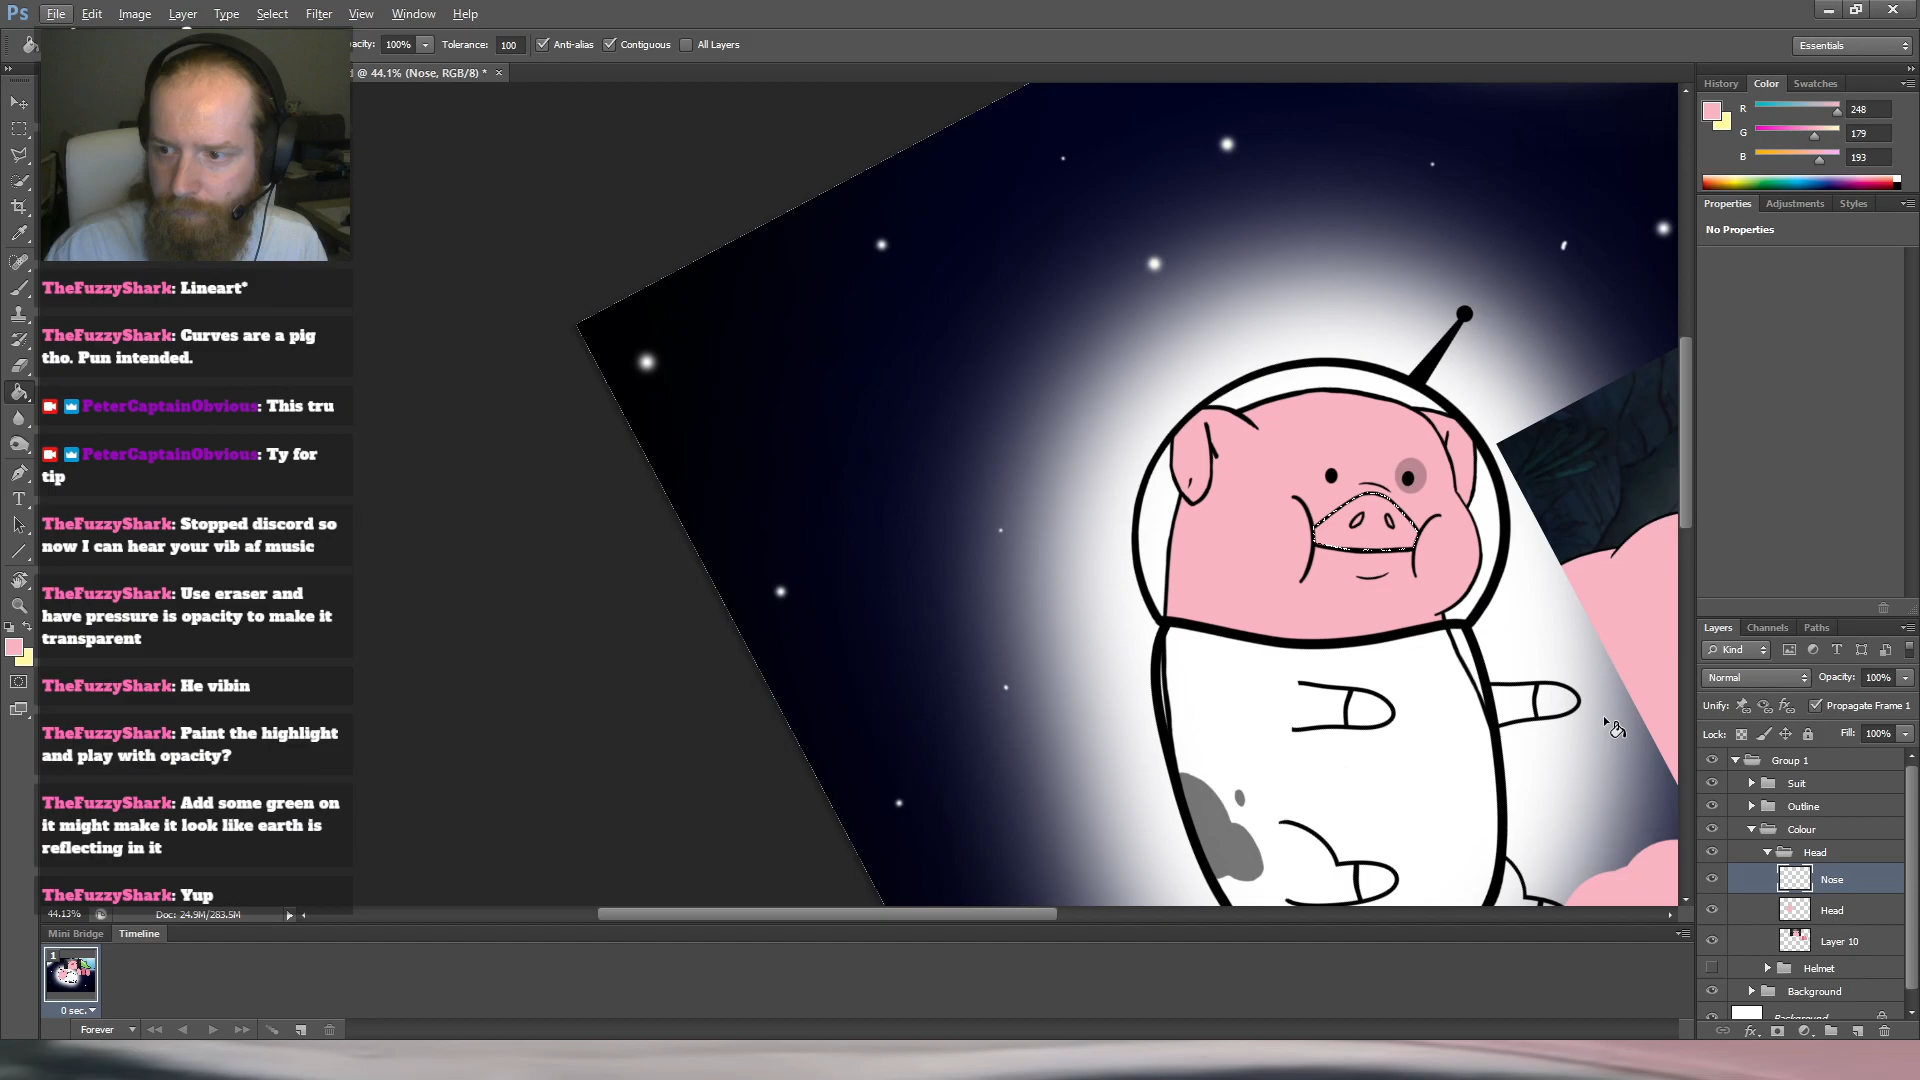 Ps File Edit Image Layer Type Select Filter View Window Help
acity: 100% Tolerance: 100 Anti-alias Contiguous All Layers Essentials
@ 44.1% (Nose, RGB/8) * ×
History Color Swatches
R 248
G 179
B 193
Properties Adjustments Styles
No Properties
TheFuzzyShark: Lineart*
TheFuzzyShark: Curves are a pig
tho. Pun intended.
PeterCaptainObvious: This tru
PeterCaptainObvious: Ty for
tip
TheFuzzyShark: Stopped discord so
now I can hear your vib af music
TheFuzzyShark: Use eraser and
have pressure is opacity to make it
transparent
TheFuzzyShark: He vibin
TheFuzzyShark: Paint the highlight
and play with opacity?
TheFuzzyShark: Add some green on
it might make it look like earth is
reflecting in it
TheFuzzyShark: Yup
Layers Channels Paths
Kind
Normal Opacity: 100%
Unify: Propagate Frame 1
Lock: Fill: 100%
Group 1
Suit
Outline
Colour
Head
Nose
Head
Layer 10
Helmet
Background
Background
44.13% Doc: 24.9M/283.5M
Mini Bridge Timeline
1
0 sec.
Forever